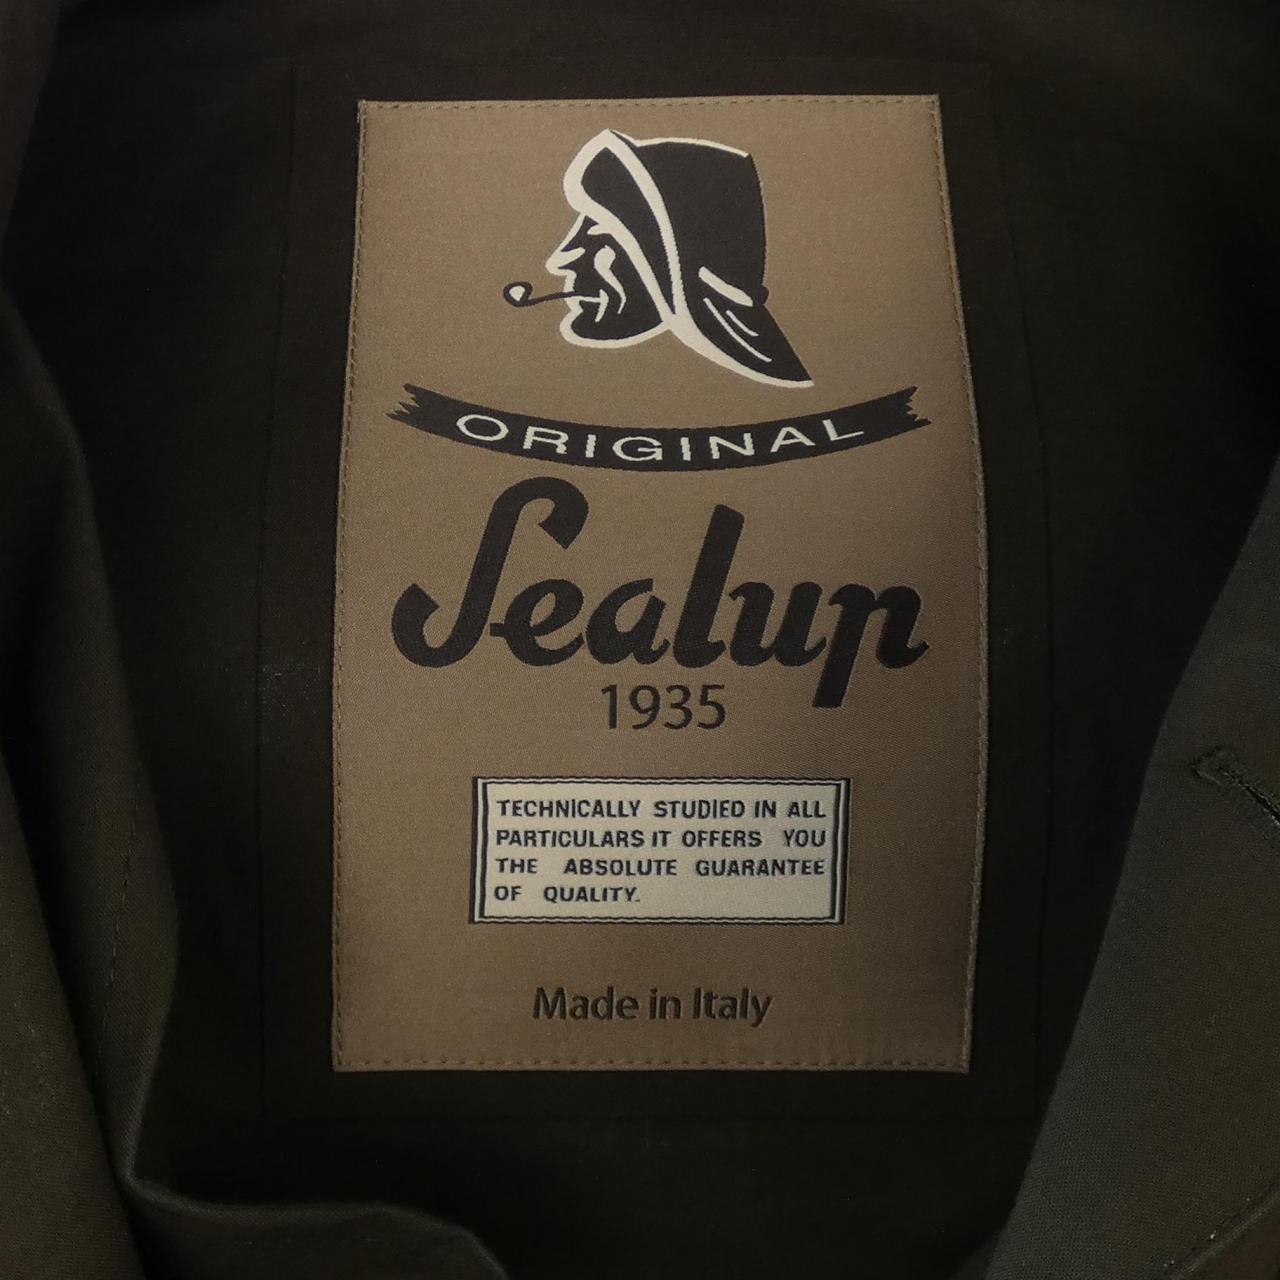 ORIGINAL
Sealup
1935
TECHNICALLY STUDIED IN ALL
PARTICULARS IT OFFERS YOU
THE ABSOLUTE GUARANTEE
OF QUALITY.
Made in Italy